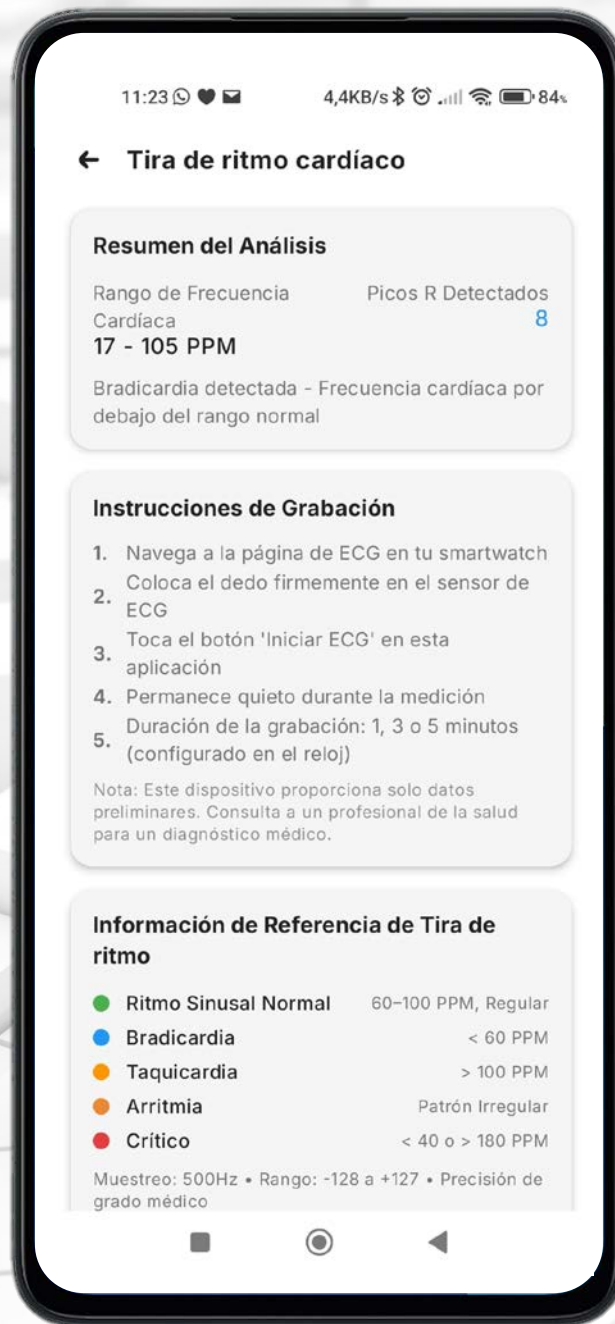 11:23 4,4KB/s 84%
Tira de ritmo cardíaco
Resumen del Análisis
Rango de Frecuencia Picos R Detectados
Cardíaca 8
17 - 105 PPM
Bradicardia detectada - Frecuencia cardíaca por
debajo del rango normal
Instrucciones de Grabación
1. Navega a la página de ECG en tu smartwatch
2. Coloca el dedo firmemente en el sensor de
ECG
3. Toca el botón 'Iniciar ECG' en esta
aplicación
4. Permanece quieto durante la medición
5. Duración de la grabación: 1, 3 o 5 minutos
(configurado en el reloj)
Nota: Este dispositivo proporciona solo datos
preliminares. Consulta a un profesional de la salud
para un diagnóstico médico.
Información de Referencia de Tira de
ritmo
Ritmo Sinusal Normal 60–100 PPM, Regular
Bradicardia < 60 PPM
Taquicardia > 100 PPM
Arritmia Patrón Irregular
Crítico < 40 o > 180 PPM
Muestreo: 500Hz • Rango: -128 a +127 • Precisión de
grado médico